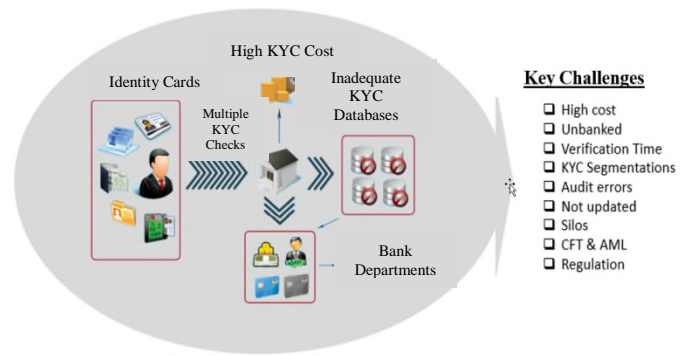 High KYC Cost
Identity Cards
Multiple
KYC
Checks
Inadequate
KYC
Databases
Bank
Departments
Key Challenges
High cost
Unbanked
Verification Time
KYC Segmentations
Audit errors
Not updated
Silos
CFT & AML
Regulation